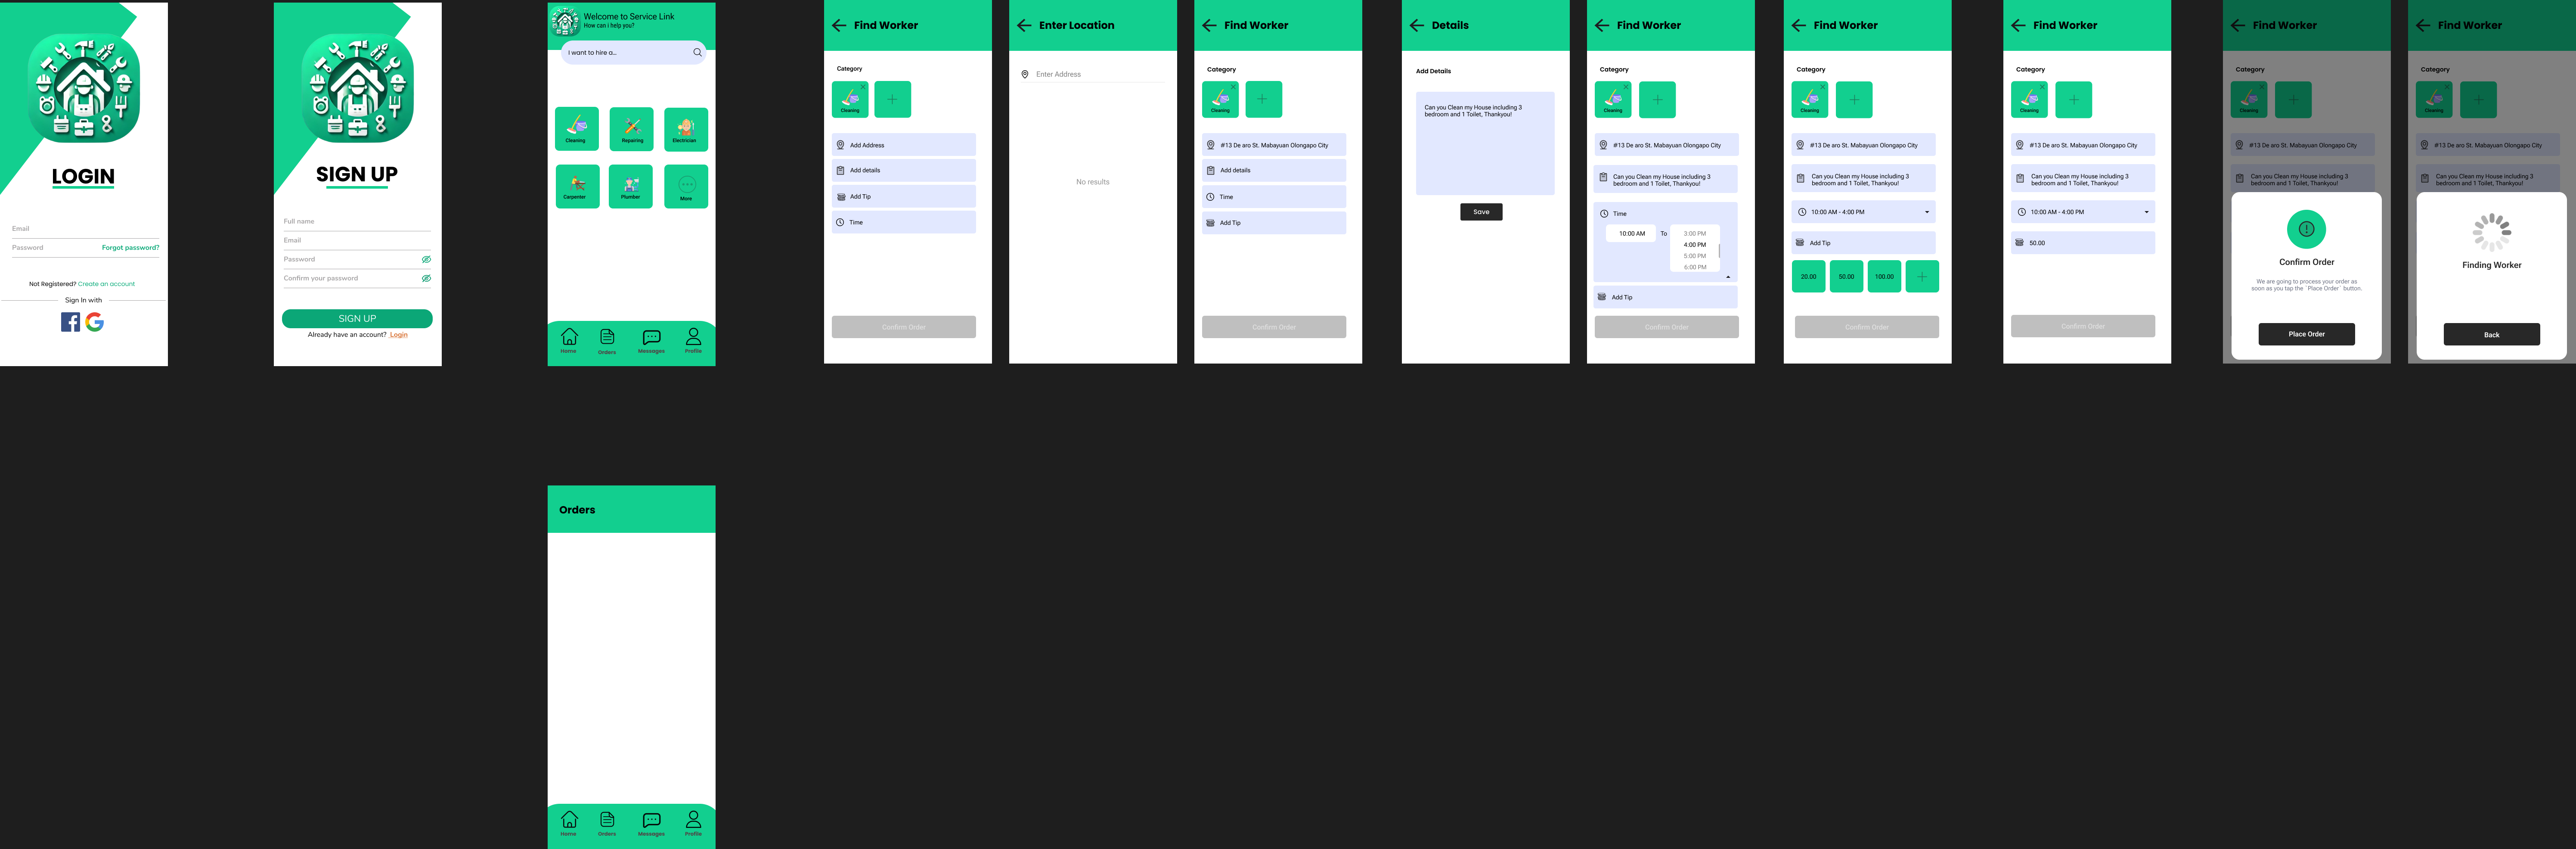 LOGIN
Email
Password
Forgot password?
Not Registered? Create an account
Sign In with
SIGN UP
Full name
Email
Password
Confirm your password
SIGN UP
Already have an account? Login
Welcome to Service Link
How can i help you?
I want to hire a...
Cleaning
Repairing
Electrician
Carpenter
Plumber
More
Home
Orders
Messages
Profile
Find Worker
Category
Cleaning
Add Address
Add details
Add Tip
Time
Confirm Order
Enter Location
Enter Address
No results
Find Worker
Category
Cleaning
#13 De aro St. Mabayuan Olongapo City
Add details
Time
Add Tip
Confirm Order
Details
Add Details
Can you Clean my House including 3
bedroom and 1 Toilet, Thankyou!
Save
Find Worker
Category
Cleaning
#13 De aro St. Mabayuan Olongapo City
Can you Clean my House including 3
bedroom and 1 Toilet, Thankyou!
Time
10:00 AM
To
3:00 PM
4:00 PM
5:00 PM
6:00 PM
Add Tip
Confirm Order
Find Worker
Category
Cleaning
#13 De aro St. Mabayuan Olongapo City
Can you Clean my House including 3
bedroom and 1 Toilet, Thankyou!
10:00 AM - 4:00 PM
Add Tip
20.00
50.00
100.00
Confirm Order
Find Worker
Category
Cleaning
#13 De aro St. Mabayuan Olongapo City
Can you Clean my House including 3
bedroom and 1 Toilet, Thankyou!
10:00 AM - 4:00 PM
50.00
Confirm Order
Find Worker
Category
Cleaning
#13 De aro St. Mabayuan Olongapo City
Can you Clean my House including 3
bedroom and 1 Toilet, Thankyou!
Confirm Order
We are going to process your order as
soon as you tap the `Place Order` button.
Place Order
Find Worker
Category
Cleaning
#13 De aro St. Mabayuan Olongapo City
Can you Clean my House including 3
bedroom and 1 Toilet, Thankyou!
Finding Worker
Back
Orders
Home
Orders
Messages
Profile